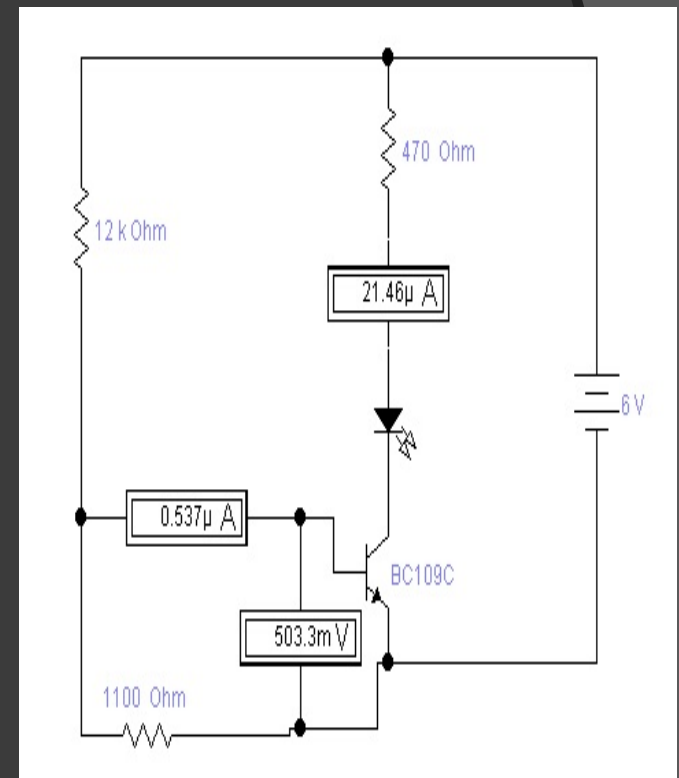 470 Ohm
12 k Ohm
21.46µ A
6 V
0.537µ A
BC109C
503.3m V
1100 Ohm